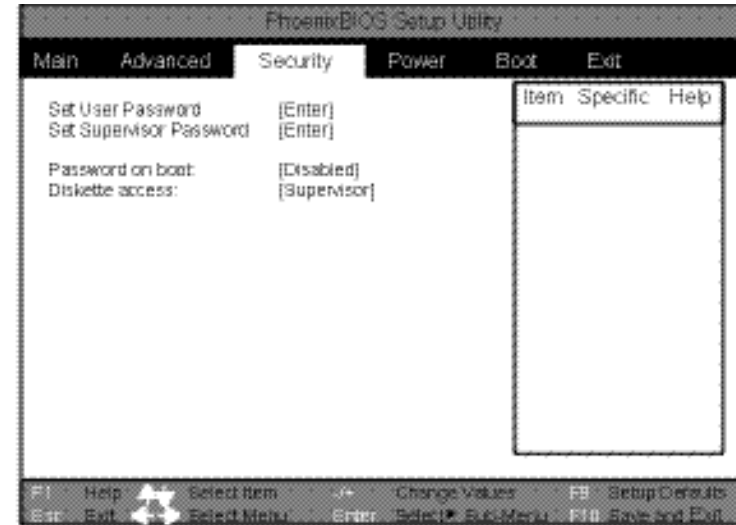 PhoenixBIOS Setup Utility
Main Advanced Security Power Boot Exit
Item Specific Help
Set User Password [Enter]
Set Supervisor Password [Enter]
Password on boot: [Disabled]
Diskette access: [Supervisor]
F1 Help Select Item -/+ Change Values F9 Setup Defaults
Esc Exit Select Menu Enter Select Sub-Menu F10 Save and Exit